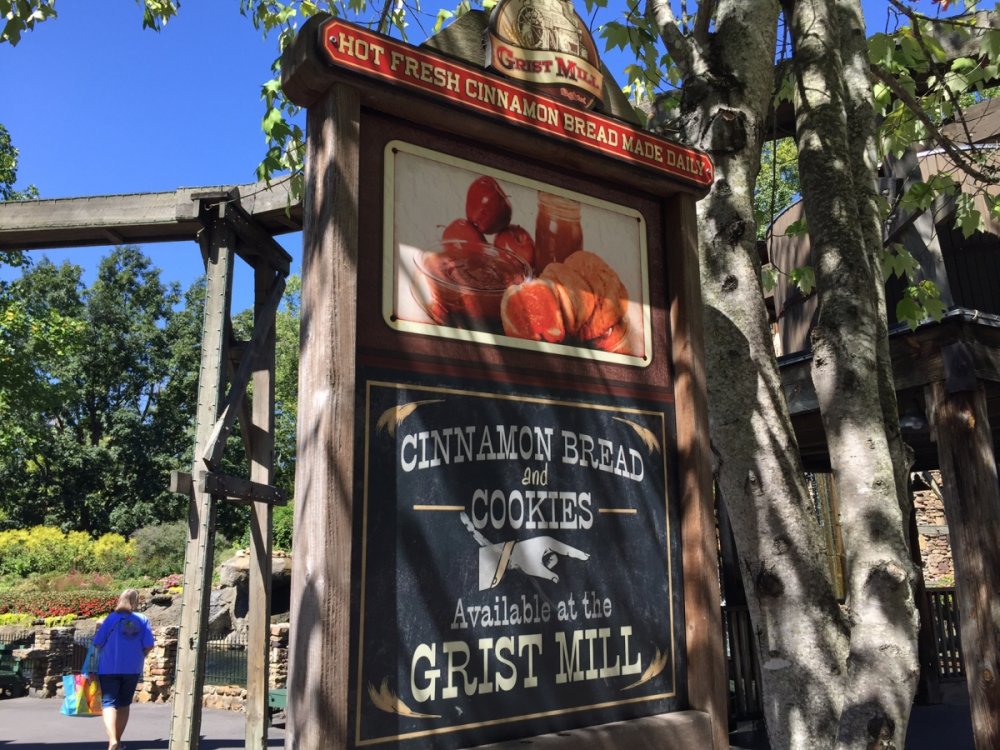 GRIST MILL
HOT FRESH CINNAMON BREAD MADE DAILY
CINNAMON BREAD
and
COOKIES
Available at the
GRIST MILL